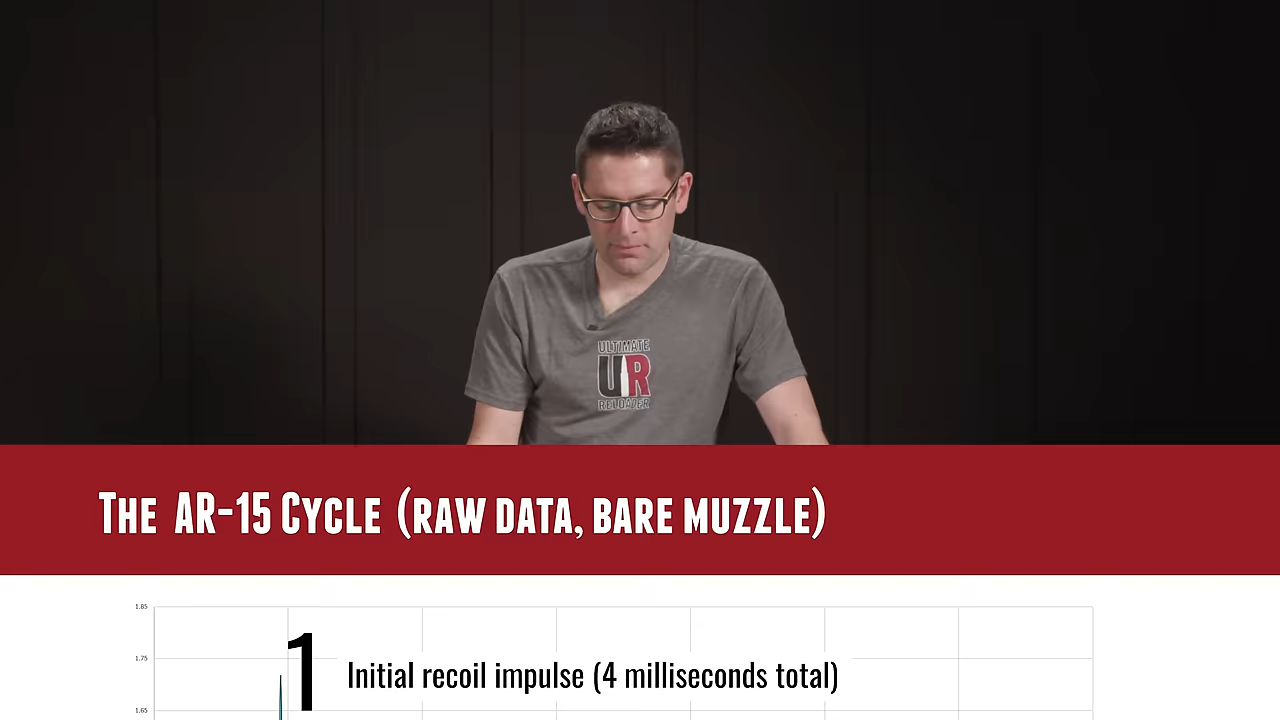 ULTIMATE
UR
RELOADER
THE AR-15 CYCLE (RAW DATA, BARE MUZZLE)
1.85
1
Initial recoil impulse (4 milliseconds total)
1.75
1.65